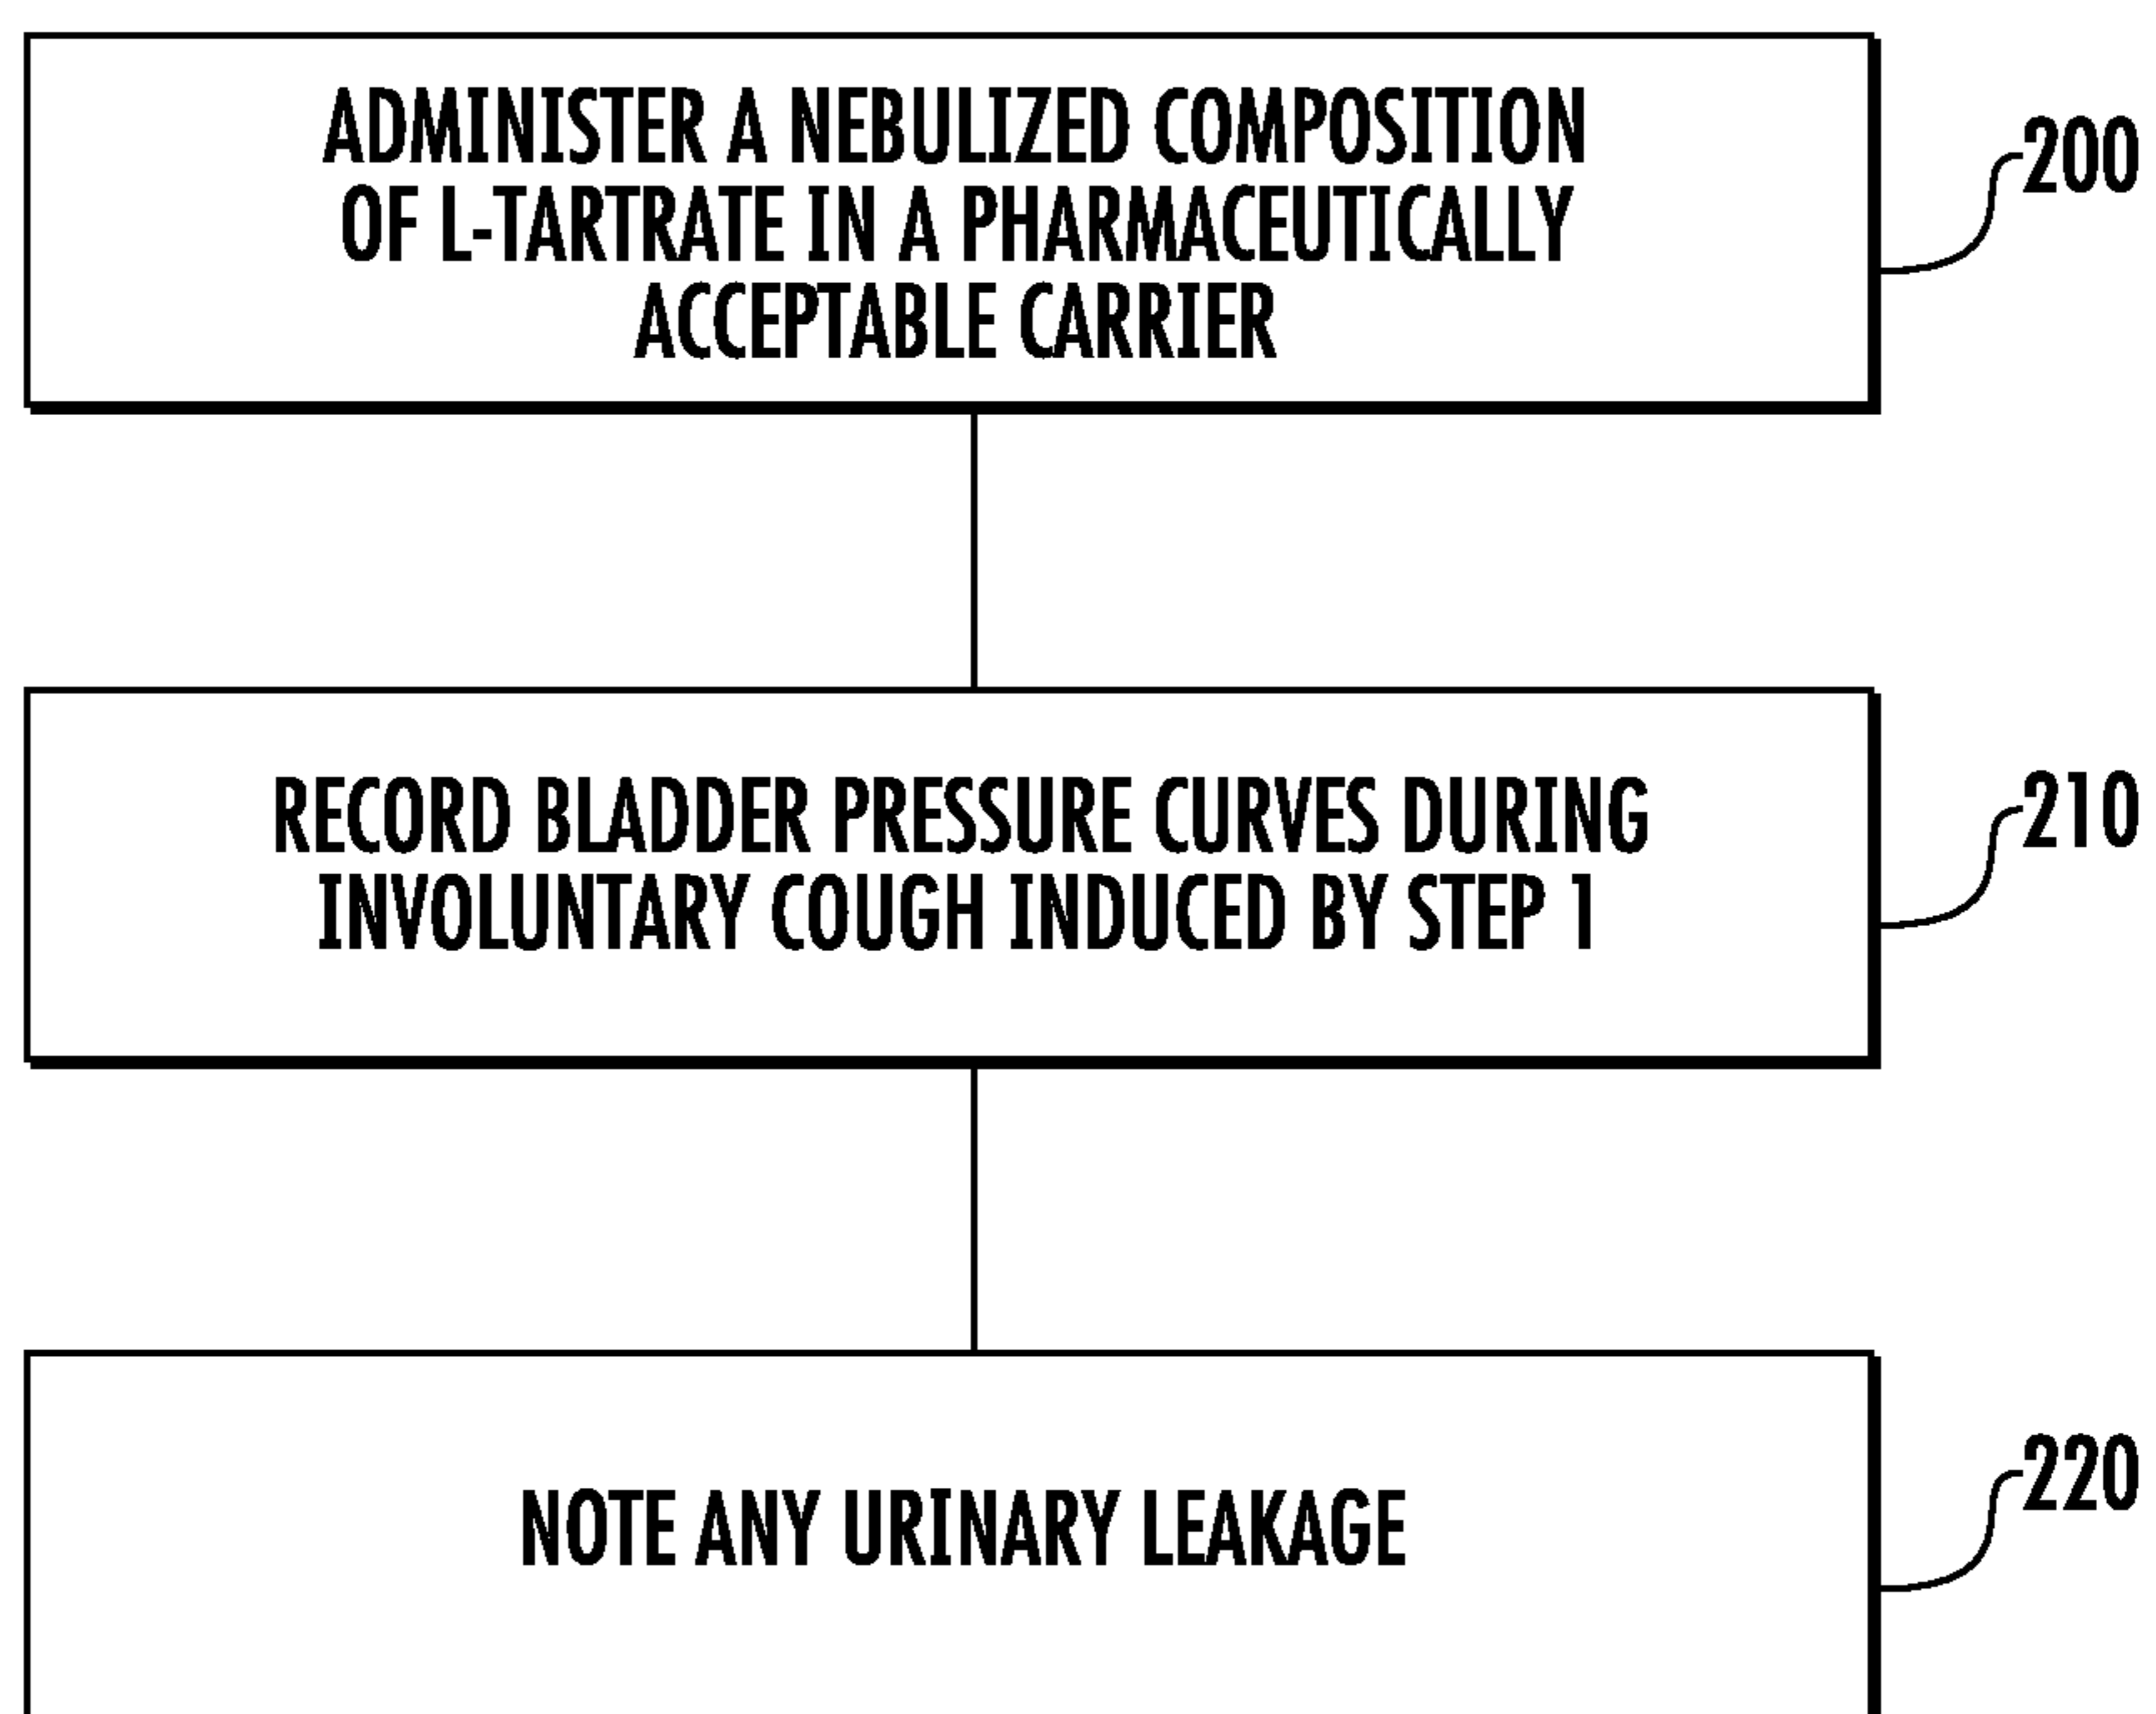 ADMINISTER A NEBULIZED COMPOSITION
OF L-TARTRATE IN A PHARMACEUTICALLY
ACCEPTABLE CARRIER
200
RECORD BLADDER PRESSURE CURVES DURING
INVOLUNTARY COUGH INDUCED BY STEP 1
210
NOTE ANY URINARY LEAKAGE
220